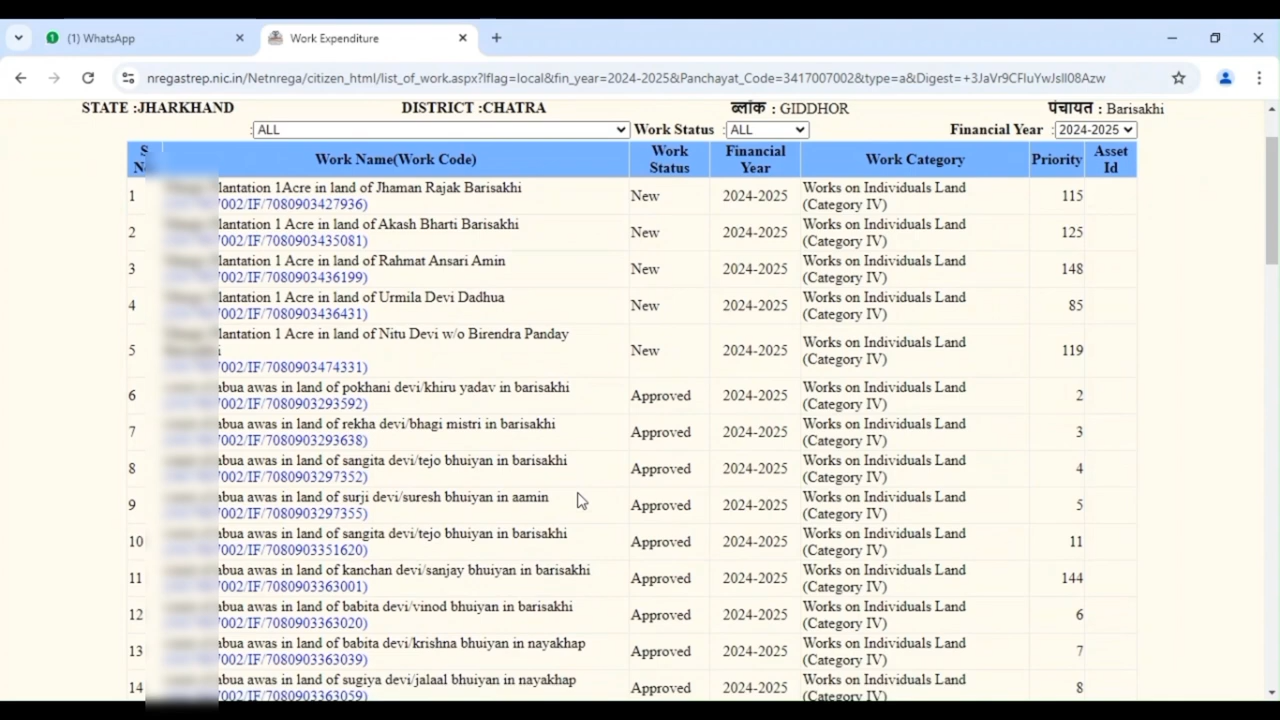 (1) WhatsApp
Work Expenditure
nregastrep.nic.in/Netnrega/citizen_html/list_of_work.aspx?lflag=local&fin_year=2024-2025&Panchayat_Code=3417007002&type=a&Digest=+3JaVr9CFluYwJsll08Azw
STATE :JHARKHAND DISTRICT :CHATRA ब्लॉक : GIDDHOR पंचायत : Barisakhi
: ALL Work Status : ALL Financial Year : 2024-2025
Work Name(Work Code) Work Status Financial Year Work Category Priority Asset Id
1 lantation 1Acre in land of Jhaman Rajak Barisakhi New 2024-2025 Works on Individuals Land (Category IV) 115
002/IF/7080903427936)
2 lantation 1 Acre in land of Akash Bharti Barisakhi New 2024-2025 Works on Individuals Land (Category IV) 125
002/IF/7080903435081)
3 lantation 1 Acre in land of Rahmat Ansari Amin New 2024-2025 Works on Individuals Land (Category IV) 148
002/IF/7080903436199)
4 lantation 1 Acre in land of Urmila Devi Dadhua New 2024-2025 Works on Individuals Land (Category IV) 85
002/IF/7080903436431)
5 lantation 1 Acre in land of Nitu Devi w/o Birendra Panday New 2024-2025 Works on Individuals Land (Category IV) 119
002/IF/7080903474331)
6 bua awas in land of pokhani devi/khiru yadav in barisakhi Approved 2024-2025 Works on Individuals Land (Category IV) 2
002/IF/7080903293592)
7 bua awas in land of rekha devi/bhagi mistri in barisakhi Approved 2024-2025 Works on Individuals Land (Category IV) 3
002/IF/7080903293638)
8 bua awas in land of sangita devi/tejo bhuiyan in barisakhi Approved 2024-2025 Works on Individuals Land (Category IV) 4
002/IF/7080903297352)
9 bua awas in land of surji devi/suresh bhuiyan in aamin Approved 2024-2025 Works on Individuals Land (Category IV) 5
002/IF/7080903297355)
10 bua awas in land of sangita devi/tejo bhuiyan in barisakhi Approved 2024-2025 Works on Individuals Land (Category IV) 11
002/IF/7080903351620)
11 bua awas in land of kanchan devi/sanjay bhuiyan in barisakhi Approved 2024-2025 Works on Individuals Land (Category IV) 144
002/IF/7080903363001)
12 bua awas in land of babita devi/vinod bhuiyan in barisakhi Approved 2024-2025 Works on Individuals Land (Category IV) 6
002/IF/7080903363020)
13 bua awas in land of babita devi/krishna bhuiyan in nayakhap Approved 2024-2025 Works on Individuals Land (Category IV) 7
002/IF/7080903363039)
14 bua awas in land of sugiya devi/jalaal bhuiyan in nayakhap Approved 2024-2025 Works on Individuals Land (Category IV) 8
002/IF/7080903363059)